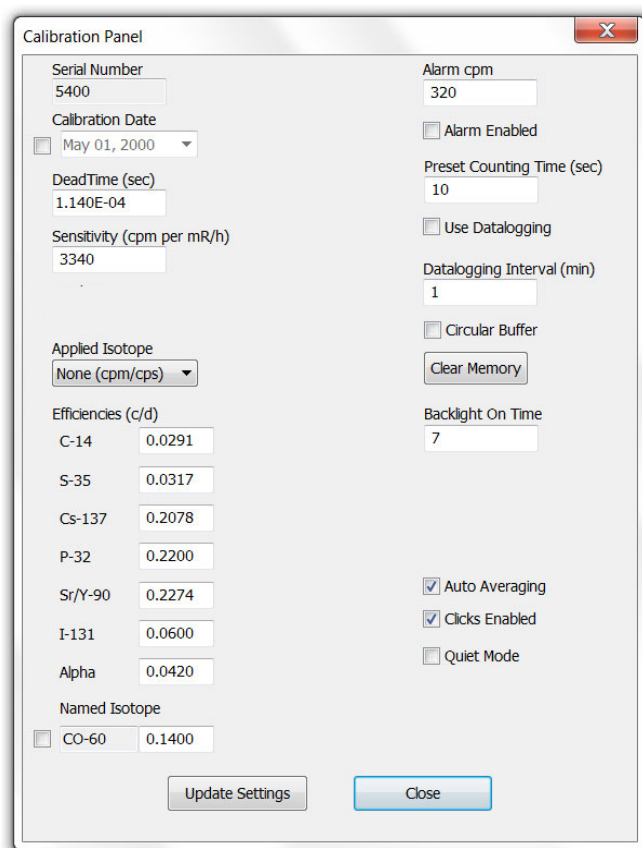 Calibration Panel
X
Serial Number
5400
Calibration Date
May 01, 2000
DeadTime (sec)
1.140E-04
Sensitivity (cpm per mR/h)
3340
Applied Isotope
None (cpm/cps)
Efficiencies (c/d)
C-14 0.0291
S-35 0.0317
Cs-137 0.2078
P-32 0.2200
Sr/Y-90 0.2274
I-131 0.0600
Alpha 0.0420
Named Isotope
CO-60 0.1400
Alarm cpm
320
Alarm Enabled
Preset Counting Time (sec)
10
Use Datalogging
Datalogging Interval (min)
1
Circular Buffer
Clear Memory
Backlight On Time
7
Auto Averaging
Clicks Enabled
Quiet Mode
Update Settings Close